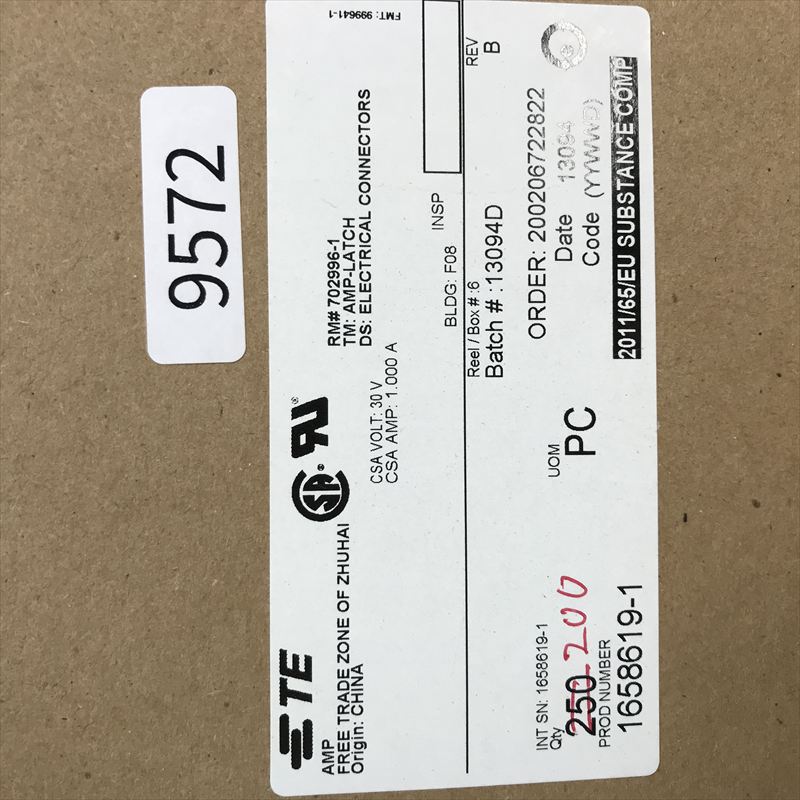 9572
TE
AMP
FREE TRADE ZONE OF ZHUHAI
Origin: CHINA
SA ®
RU ®
RM# 702996-1
TM: AMP-LATCH
DS: ELECTRICAL CONNECTORS
CSA VOLT: 30 V
CSA AMP: 1.000 A
FMT: 999641-1
BLDG: F08
INSP
Reel / Box #:6
Batch #:13094D
REV
B
INT SN: 1658619-1
Qty
250 200
UOM
PC
ORDER: 200206722822
PROD NUMBER
1658619-1
Date 13094
Code (YYWWD)
2011/65/EU SUBSTANCE COMP